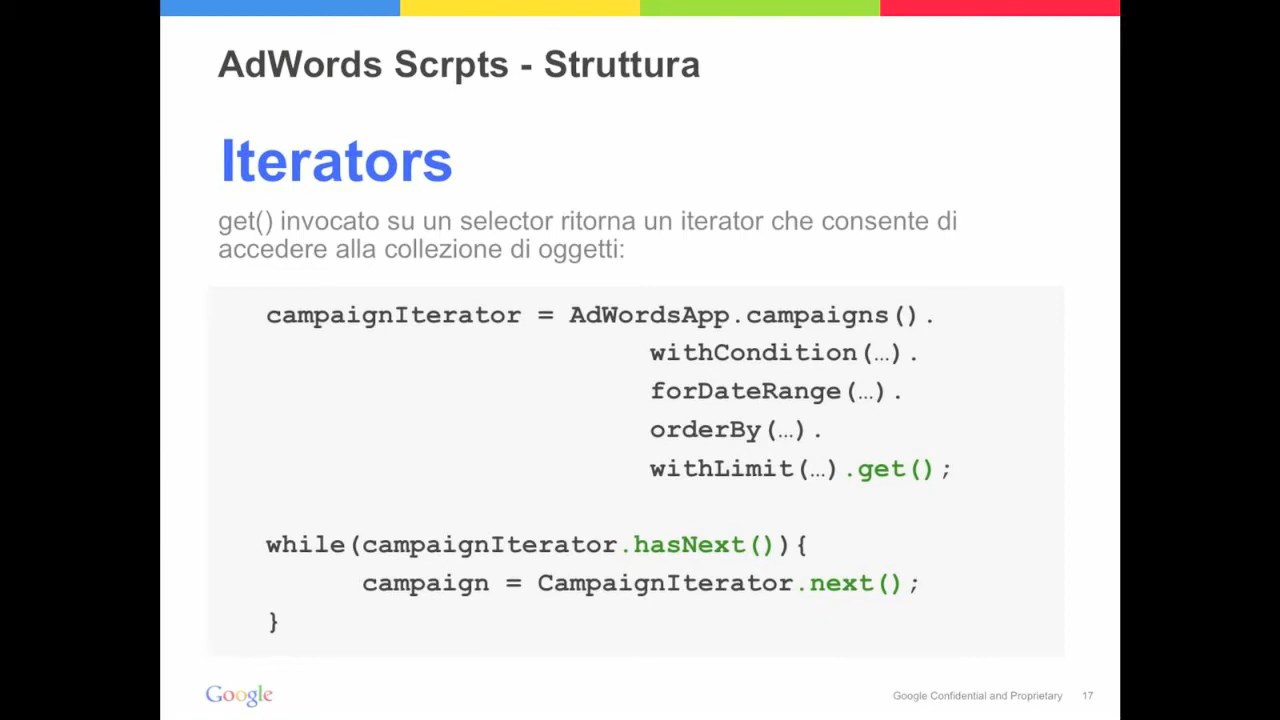 AdWords Scrpts - Struttura
Iterators
get() invocato su un selector ritorna un iterator che consente di
accedere alla collezione di oggetti:
campaignIterator = AdWordsApp.campaigns().
withCondition(…).
forDateRange(…).
orderBy(…).
withLimit(…).get();
while(campaignIterator.hasNext()){
campaign = CampaignIterator.next();
}
Google
Google Confidential and Proprietary 17